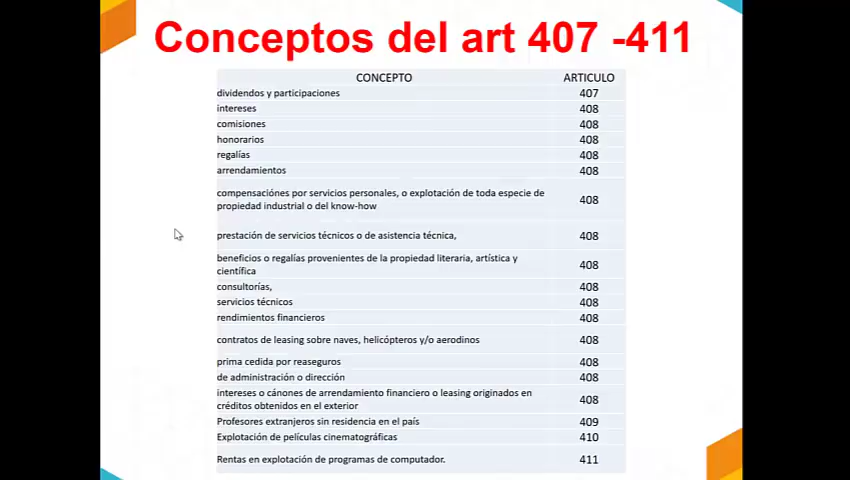 Conceptos del art 407 -411
CONCEPTO ARTICULO
dividendos y participaciones 407
intereses 408
comisiones 408
honorarios 408
regalías 408
arrendamientos 408
compensaciónes por servicios personales, o explotación de toda especie de
propiedad industrial o del know-how 408
prestación de servicios técnicos o de asistencia técnica, 408
beneficios o regalías provenientes de la propiedad literaria, artística y
científica 408
consultorías, 408
servicios técnicos 408
rendimientos financieros 408
contratos de leasing sobre naves, helicópteros y/o aerodinos 408
prima cedida por reaseguros 408
de administración o dirección 408
intereses o cánones de arrendamiento financiero o leasing originados en
créditos obtenidos en el exterior 408
Profesores extranjeros sin residencia en el país 409
Explotación de películas cinematográficas 410
Rentas en explotación de programas de computador. 411